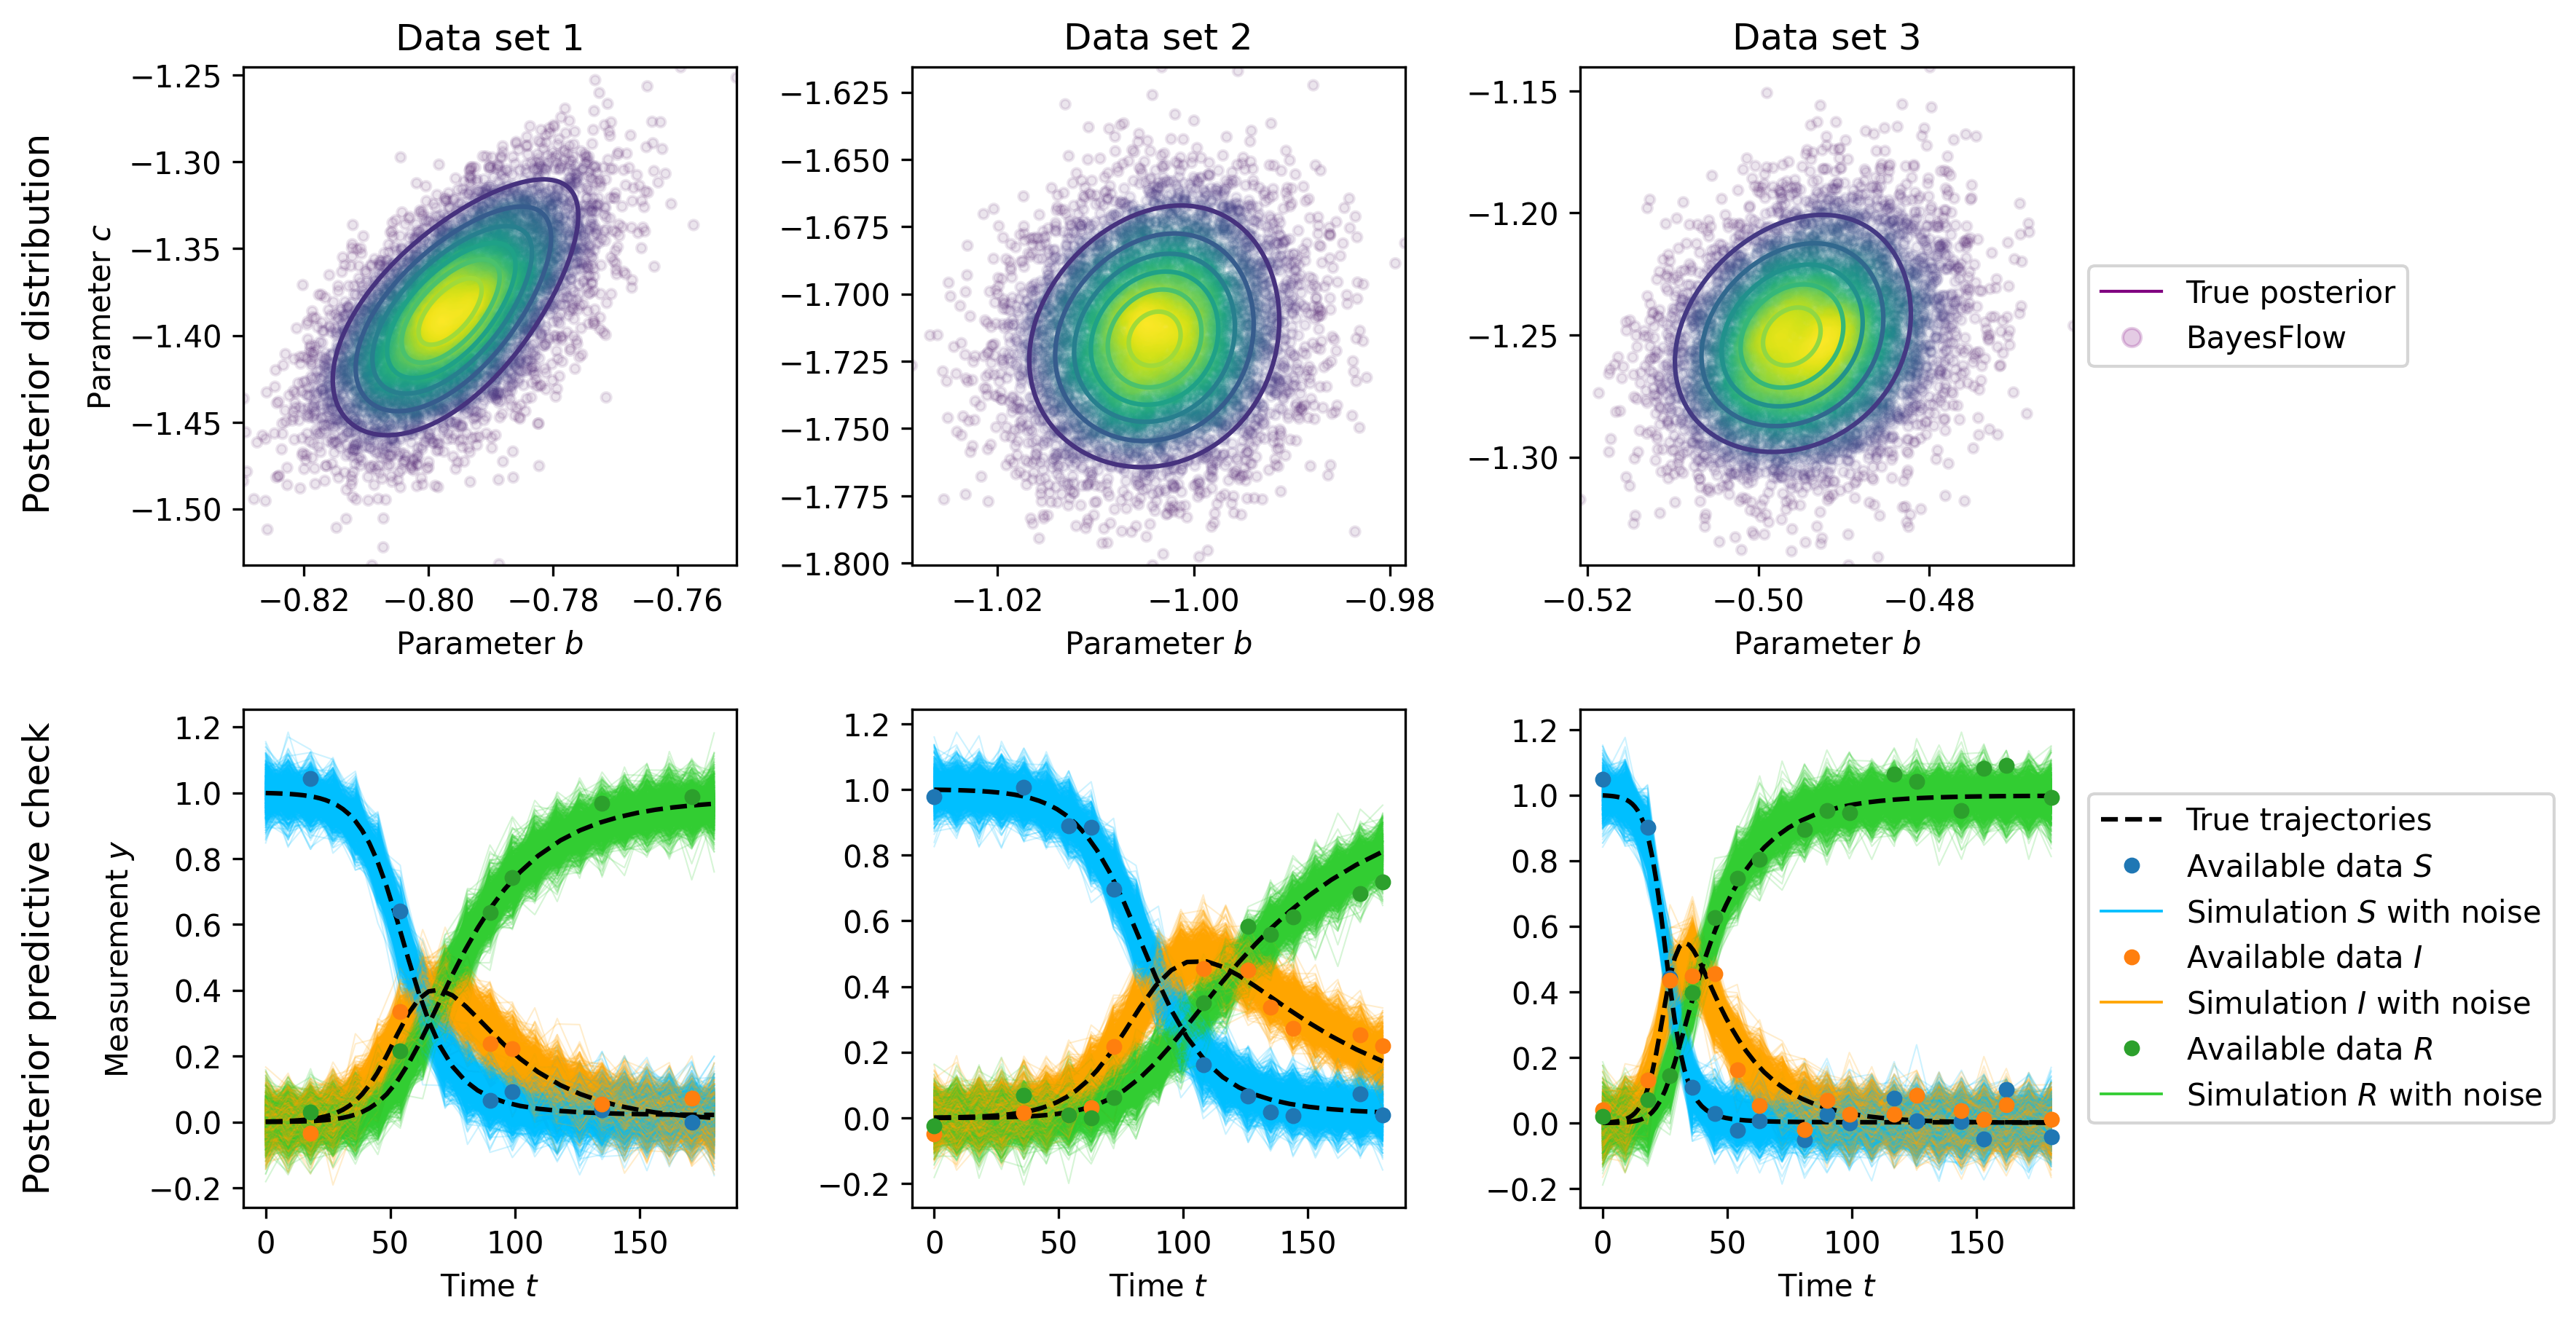 Data set 1
Data set 2
Data set 3
Posterior distribution
Parameter c
−1.25
−1.30
−1.35
−1.40
−1.45
−1.50
−0.82
−0.80
−0.78
−0.76
Parameter b
−1.625
−1.650
−1.675
−1.700
−1.725
−1.750
−1.775
−1.800
−1.02
−1.00
−0.98
Parameter b
−1.15
−1.20
−1.25
−1.30
−0.52
−0.50
−0.48
Parameter b
True posterior
BayesFlow
Posterior predictive check
Measurement y
1.2
1.0
0.8
0.6
0.4
0.2
0.0
−0.2
0
50
100
150
Time t
1.2
1.0
0.8
0.6
0.4
0.2
0.0
−0.2
0
50
100
150
Time t
1.2
1.0
0.8
0.6
0.4
0.2
0.0
−0.2
0
50
100
150
Time t
True trajectories
Available data S
Simulation S with noise
Available data I
Simulation I with noise
Available data R
Simulation R with noise